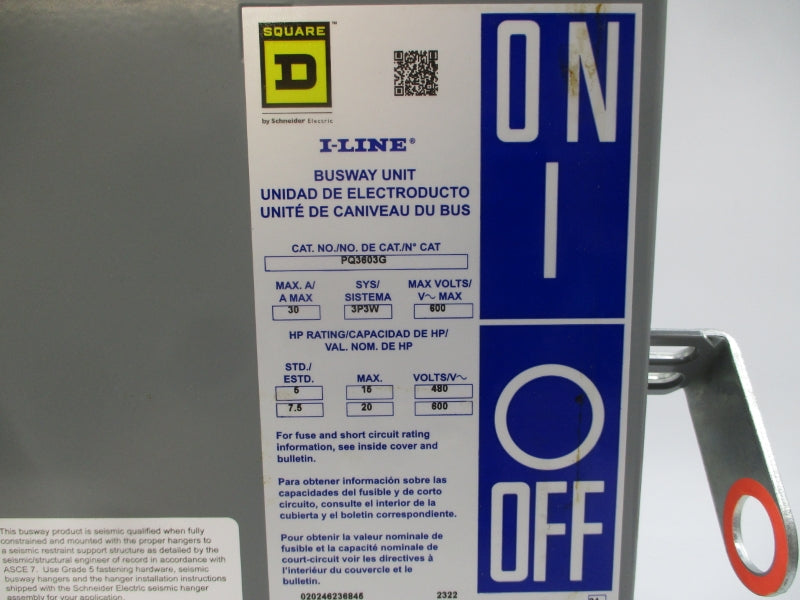 SQUARE
D
™
by Schneider Electric
I-LINE®
BUSWAY UNIT
UNIDAD DE ELECTRODUCTO
UNITÉ DE CANIVEAU DU BUS
CAT. NO./NO. DE CAT./N° CAT
PQ3603G
MAX. A/ SYS/ MAX VOLTS/
A MAX SISTEMA V~ MAX
30 3P3W 600
HP RATING/CAPACIDAD DE HP/
VAL. NOM. DE HP
STD./
ESTD. MAX. VOLTS/V~
5 15 480
7.5 20 600
For fuse and short circuit rating
information, see inside cover and
bulletin.
Para obtener información sobre las
capacidades del fusible y de corto
circuito, consulte el interior de la
cubierta y el boletin correspondiente.
Pour obtenir la valeur nominale de
fusible et la capacité nominale de
court-circuit voir les directives à
l'intérieur du couvercle et le
bulletin.
020246236845 2322
ON
I
O
OFF
This busway product is seismic qualified when fully
constrained and mounted with the proper hangers to
a seismic restraint support structure as detailed by the
seismic/structural engineer of record in accordance with
ASCE 7. Use Grade 5 fastening hardware, seismic
busway hangers and the hanger installation instructions
shipped with the Schneider Electric seismic hanger
assembly for your application.